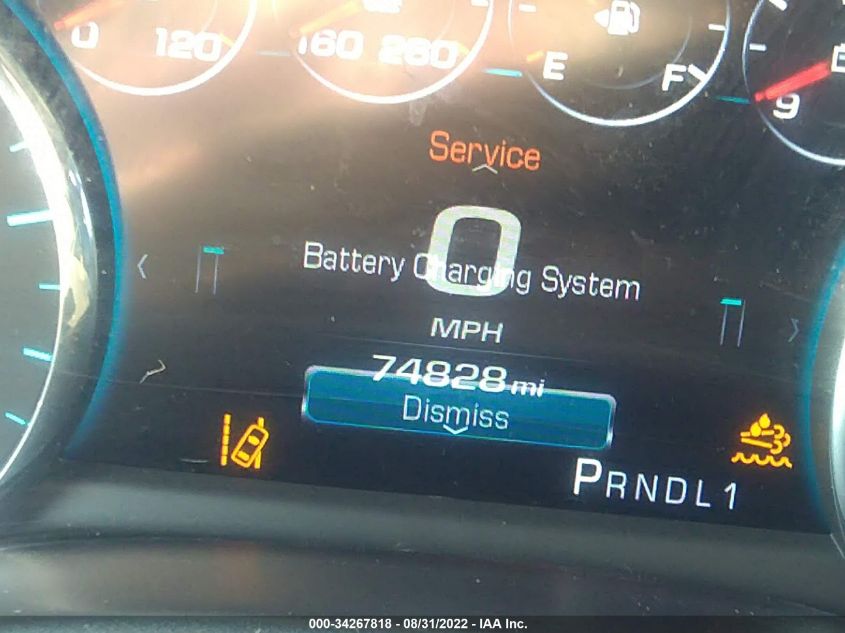 0 120
160 260
E F
9
Service
0
Battery Charging System
MPH
74828 mi
Dismiss
PRNDL1
000-34267818 - 08/31/2022 - IAA Inc.